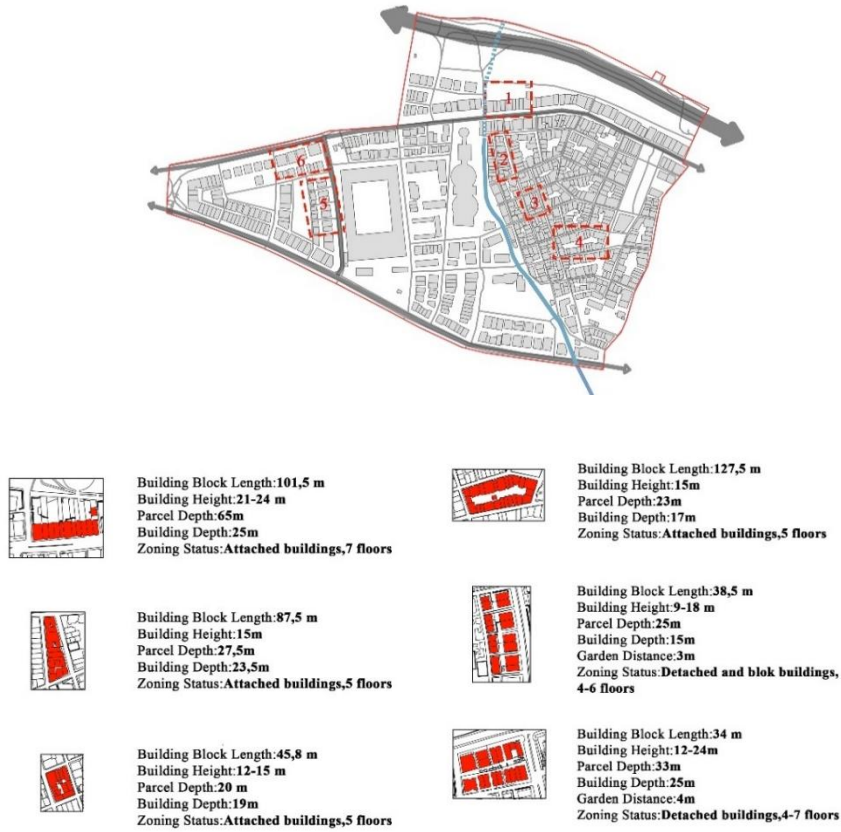 1
2
3
4
5
6
Building Block Length:101,5 m
Building Height:21-24 m
Parcel Depth:65m
Building Depth:25m
Zoning Status:Attached buildings,7 floors
Building Block Length:87,5 m
Building Height:15m
Parcel Depth:27,5m
Building Depth:23,5m
Zoning Status:Attached buildings,5 floors
Building Block Length:45,8 m
Building Height:12-15 m
Parcel Depth:20 m
Building Depth:19m
Zoning Status:Attached buildings,5 floors
Building Block Length:127,5 m
Building Height:15m
Parcel Depth:23m
Building Depth:17m
Zoning Status:Attached buildings,5 floors
Building Block Length:38,5 m
Building Height:9-18 m
Parcel Depth:25m
Building Depth:15m
Garden Distance:3m
Zoning Status:Detached and blok buildings,
4-6 floors
Building Block Length:34 m
Building Height:12-24m
Parcel Depth:33m
Building Depth:25m
Garden Distance:4m
Zoning Status:Detached buildings,4-7 floors